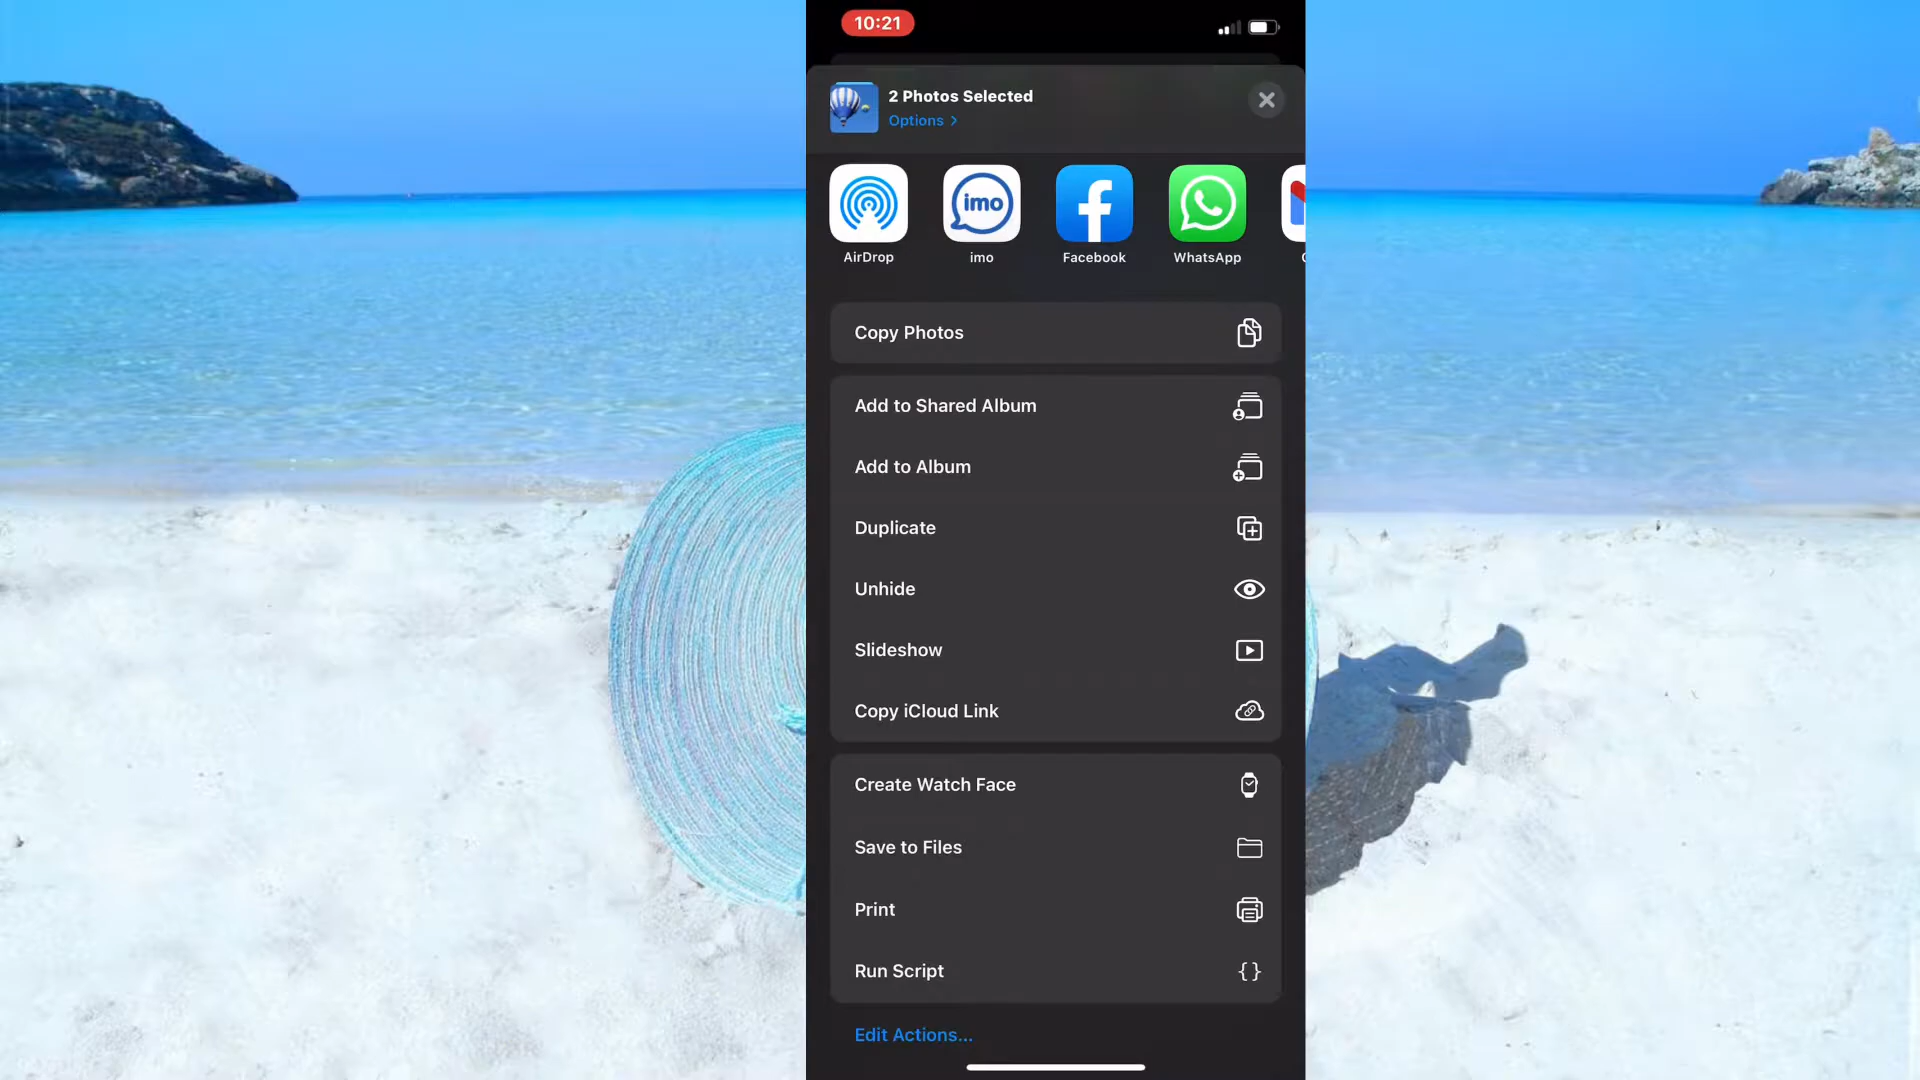 10:21
2 Photos Selected
Options >
imo
AirDrop
imo
Facebook
WhatsApp
Copy Photos
Add to Shared Album
Add to Album
Duplicate
Unhide
Slideshow
Copy iCloud Link
Create Watch Face
Save to Files
Print
Run Script
Edit Actions...